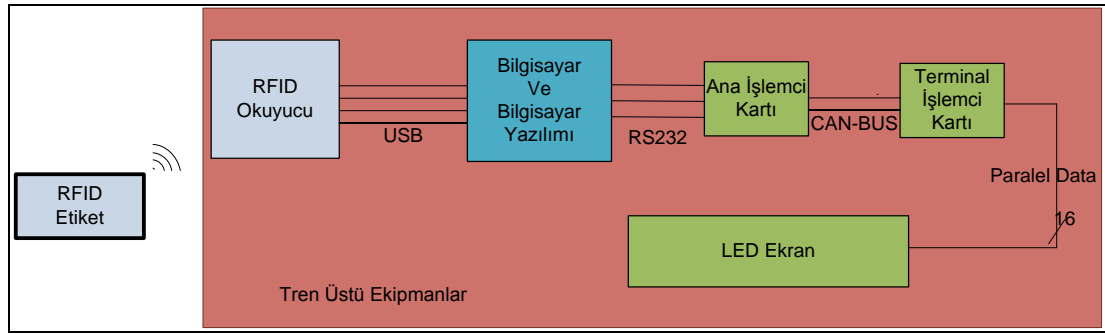 RFID
Okuyucu
USB
Bilgisayar
Ve
Bilgisayar
Yazılımı
RS232
Ana İşlemci
Kartı
CAN-BUS
Terminal
İşlemci
Kartı
Paralel Data
16
RFID
Etiket
LED Ekran
Tren Üstü Ekipmanlar